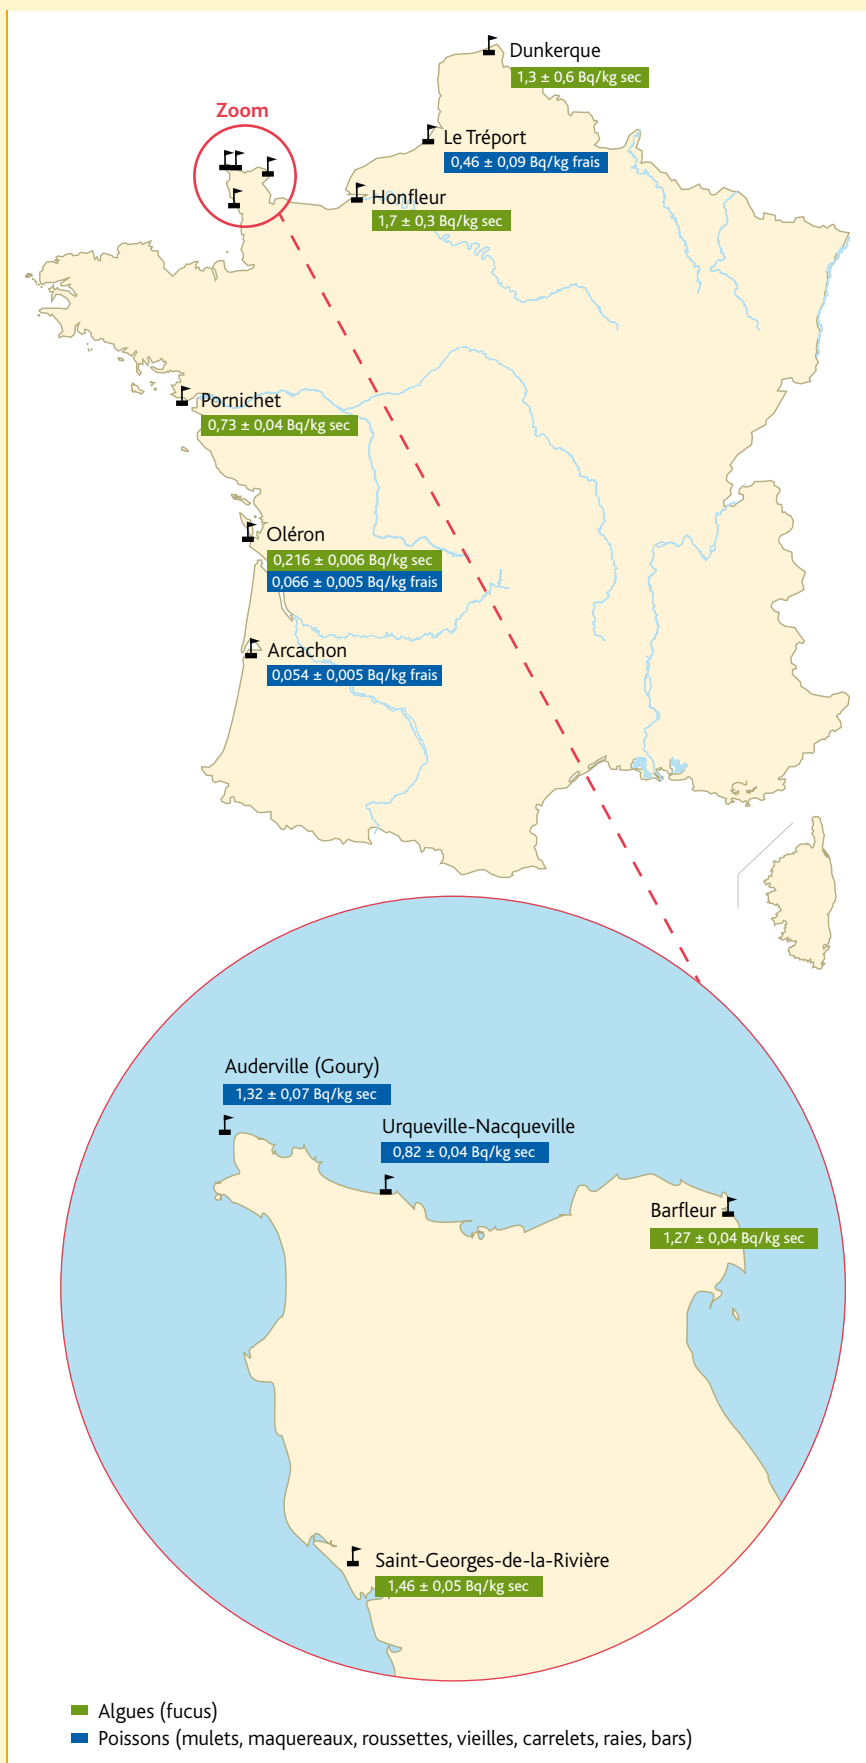 Dunkerque
1,3 ± 0,6 Bq/kg sec
Zoom
Le Tréport
0,46 ± 0,09 Bq/kg frais
Honfleur
1,7 ± 0,3 Bq/kg sec
Pornichet
0,73 ± 0,04 Bq/kg sec
Oléron
0,216 ± 0,006 Bq/kg sec
0,066 ± 0,005 Bq/kg frais
Arcachon
0,054 ± 0,005 Bq/kg frais
Auderville (Goury)
1,32 ± 0,07 Bq/kg sec
Urqueville-Nacqueville
0,82 ± 0,04 Bq/kg sec
Barfleur
1,27 ± 0,04 Bq/kg sec
Saint-Georges-de-la-Rivière
1,46 ± 0,05 Bq/kg sec
Algues (fucus)
Poissons (mulets, maquereaux, roussettes, vieilles, carrelets, raies, bars)